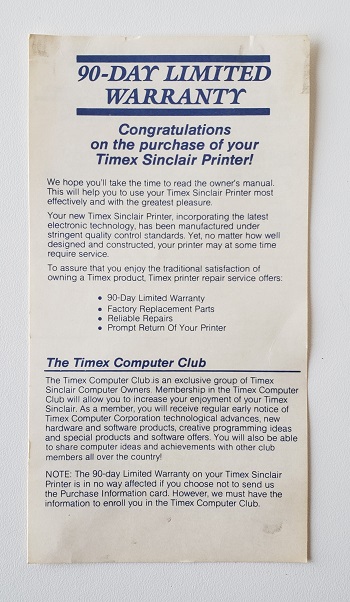 90-DAY LIMITED
WARRANTY
Congratulations
on the purchase of your
Timex Sinclair Printer!
We hope you'll take the time to read the owner's manual.
This will help you to use your Timex Sinclair Printer most
effectively and with the greatest pleasure.
Your new Timex Sinclair Printer, incorporating the latest
electronic technology, has been manufactured under
stringent quality control standards. Yet, no matter how well
designed and constructed, your printer may at some time
require service.
To assure that you enjoy the traditional satisfaction of
owning a Timex product, Timex printer repair service offers:
• 90-Day Limited Warranty
• Factory Replacement Parts
• Reliable Repairs
• Prompt Return Of Your Printer
The Timex Computer Club
The Timex Computer Club is an exclusive group of Timex
Sinclair Computer Owners. Membership in the Timex Computer
Club will allow you to increase your enjoyment of your Timex
Sinclair. As a member, you will receive regular early notice of
Timex Computer Corporation technological advances, new
hardware and software products, creative programming ideas
and special products and software offers. You will also be able
to share computer ideas and achievements with other club
members all over the country!
NOTE: The 90-day Limited Warranty on your Timex Sinclair
Printer is in no way affected if you choose not to send us
the Purchase Information card. However, we must have the
information to enroll you in the Timex Computer Club.